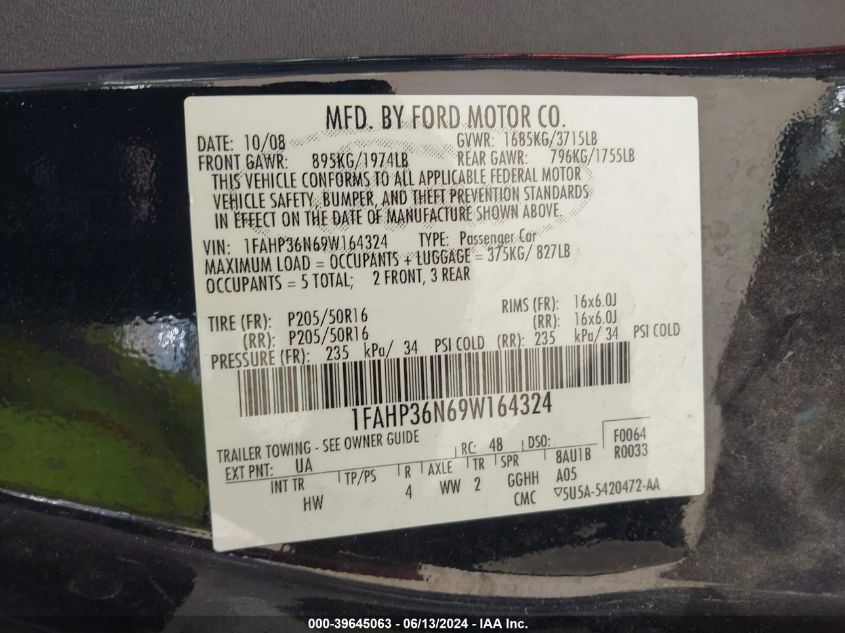 MFD. BY FORD MOTOR CO.
DATE: 10/08 GVWR: 1685KG/3715LB
FRONT GAWR: 895KG/1974LB REAR GAWR: 796KG/1755LB
THIS VEHICLE CONFORMS TO ALL APPLICABLE FEDERAL MOTOR
VEHICLE SAFETY, BUMPER, AND THEFT PREVENTION STANDARDS
IN EFFECT ON THE DATE OF MANUFACTURE SHOWN ABOVE.
VIN: 1FAHP36N69W164324 TYPE: Passenger Car
MAXIMUM LOAD = OCCUPANTS + LUGGAGE = 375KG/ 827LB
OCCUPANTS = 5 TOTAL; 2 FRONT, 3 REAR
TIRE (FR): P205/50R16 RIMS (FR): 16x6.0J
(RR): P205/50R16 (RR): 16x6.0J
PRESSURE (FR): 235 kPa/ 34 PSI COLD (RR): 235 kPa/ 34 PSI COLD
1FAHP36N69W164324
TRAILER TOWING - SEE OWNER GUIDE
EXT PNT: UA RC: 48 DSO: F0064
INT TR TP/PS R AXLE TR SPR 8AU1B R0033
HW 4 WW 2 GGHH A05
CMC ▽5U5A-5420472-AA
000-39645063 - 06/13/2024 - IAA Inc.